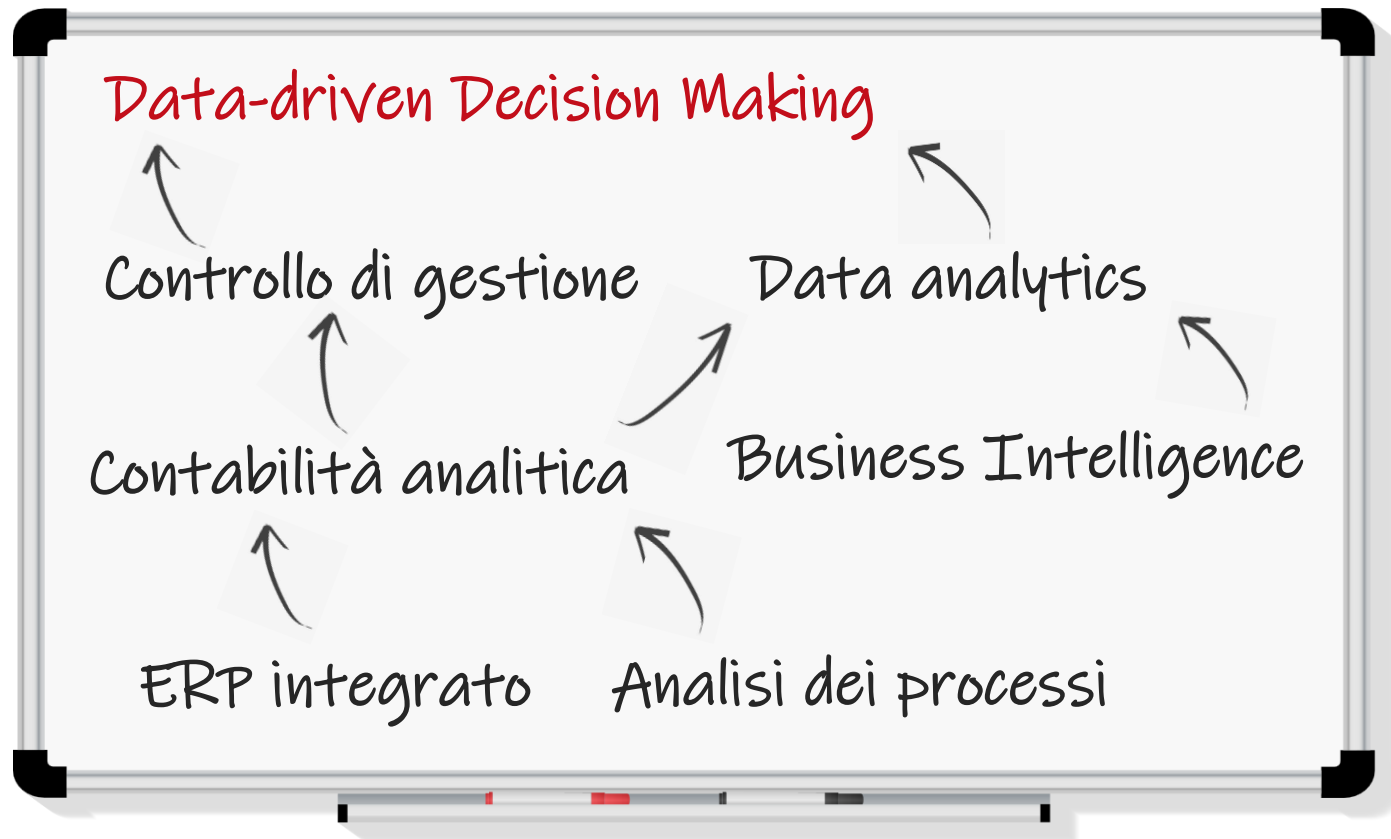 Data-driven Decision Making
Controllo di gestione
Data analytics
Contabilità analitica
Business Intelligence
ERP integrato
Analisi dei processi